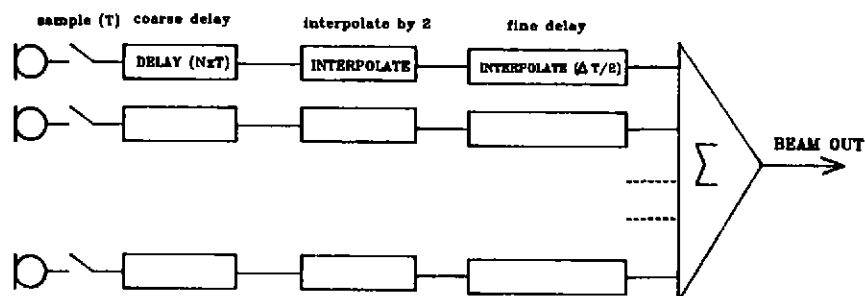 sample (T) coarse delay interpolate by 2 fine delay
DELAY (NxT) INTERPOLATE INTERPOLATE (Δ T/2)
∑ BEAM OUT